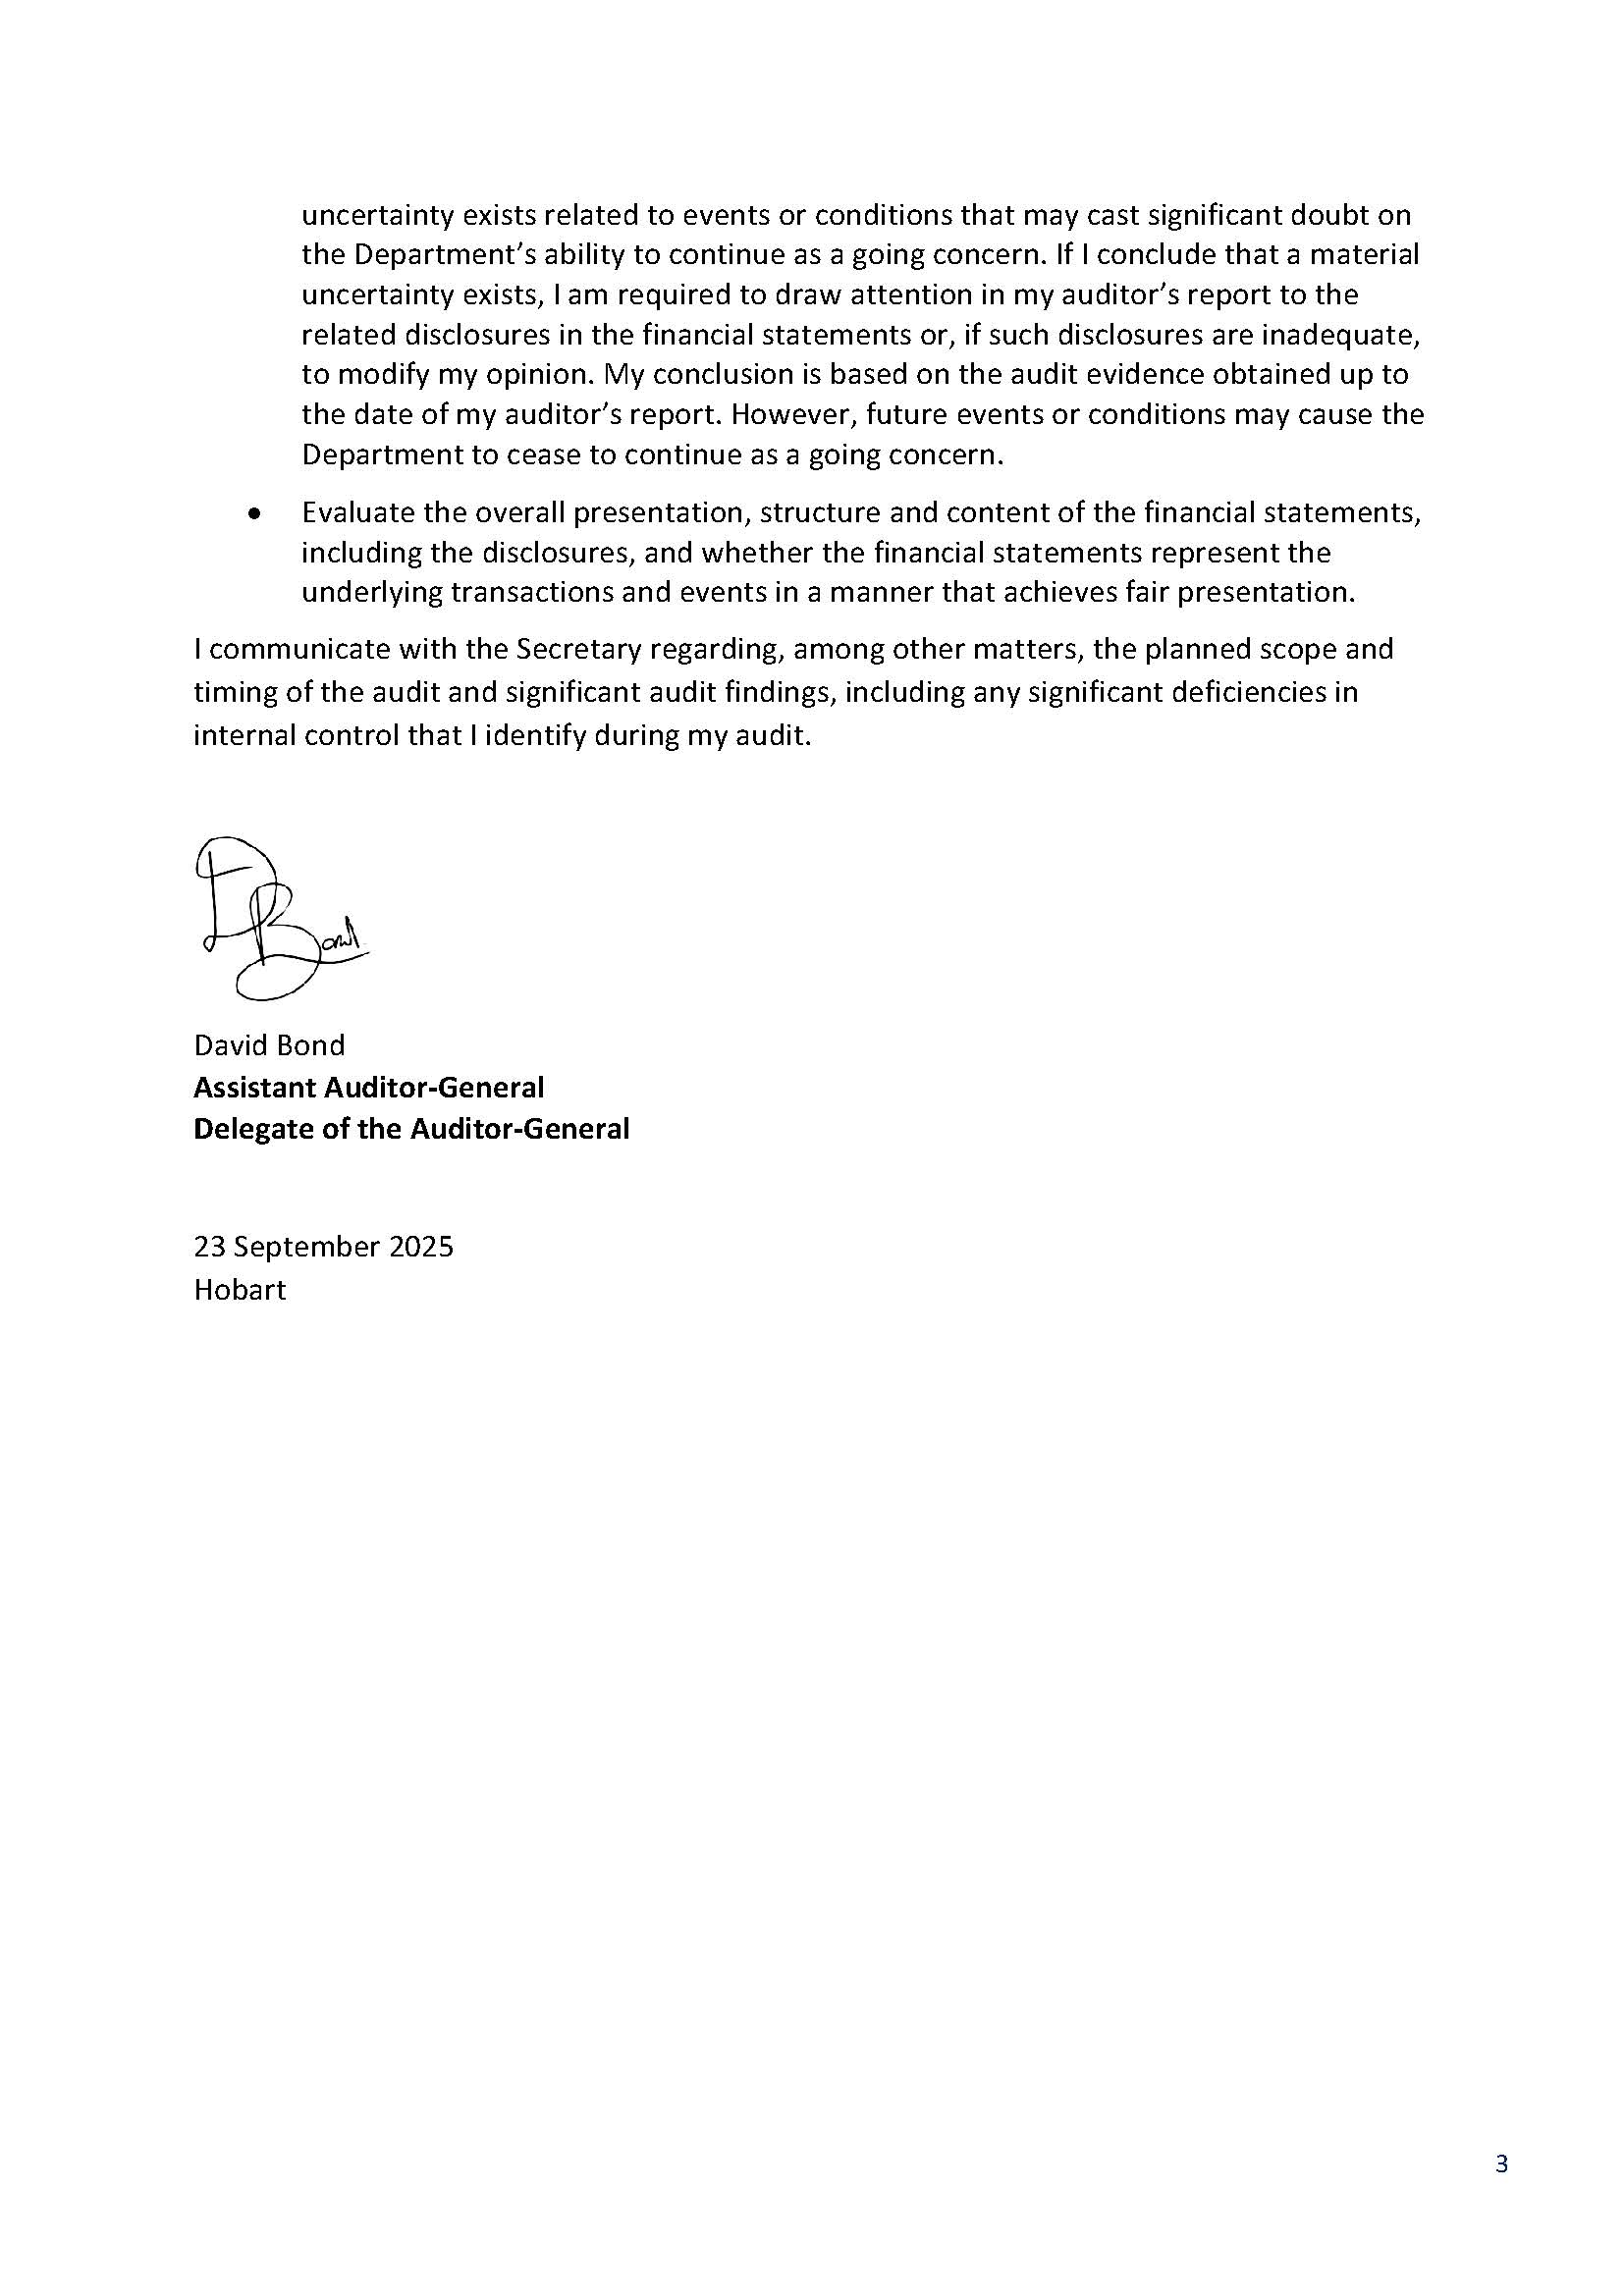 uncertainty exists related to events or conditions that may cast significant doubt on
the Department’s ability to continue as a going concern. If I conclude that a material
uncertainty exists, I am required to draw attention in my auditor’s report to the
related disclosures in the financial statements or, if such disclosures are inadequate,
to modify my opinion. My conclusion is based on the audit evidence obtained up to
the date of my auditor’s report. However, future events or conditions may cause the
Department to cease to continue as a going concern.
• Evaluate the overall presentation, structure and content of the financial statements,
including the disclosures, and whether the financial statements represent the
underlying transactions and events in a manner that achieves fair presentation.
I communicate with the Secretary regarding, among other matters, the planned scope and
timing of the audit and significant audit findings, including any significant deficiencies in
internal control that I identify during my audit.
DBond
David Bond
Assistant Auditor-General
Delegate of the Auditor-General
23 September 2025
Hobart
3